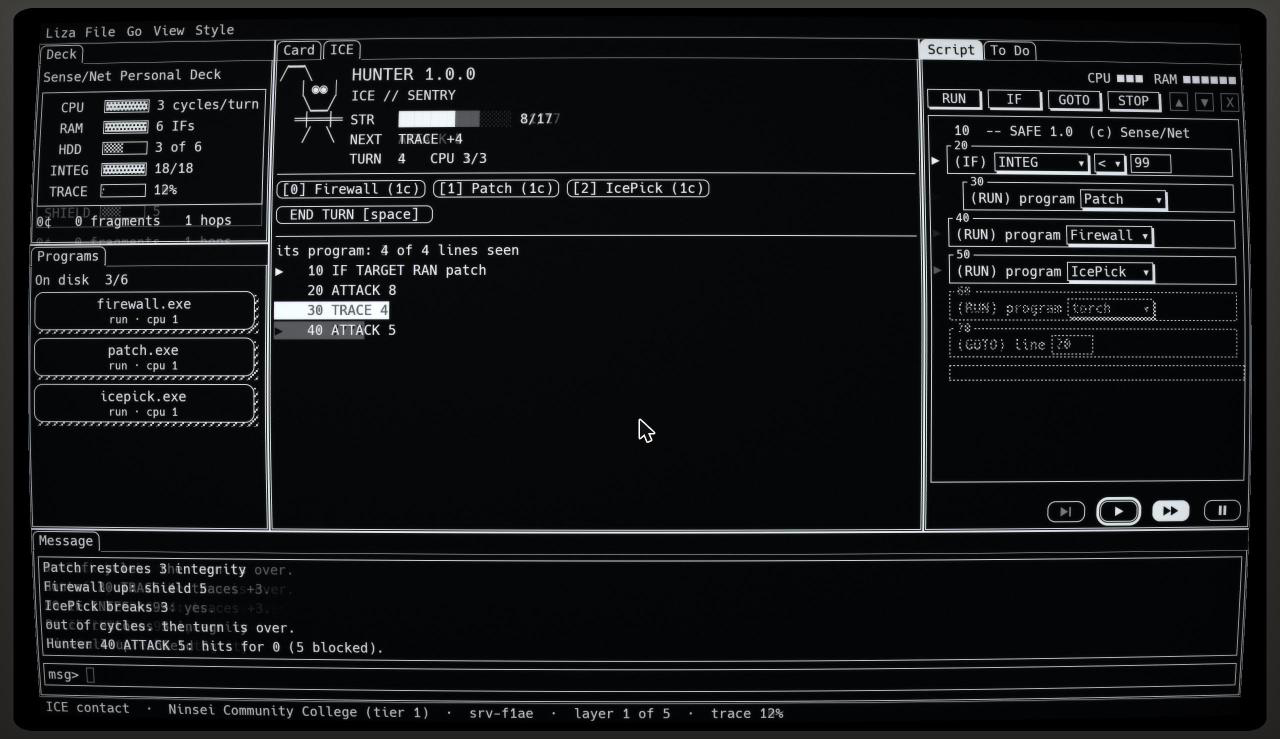 Liza File Go View Style
Deck
Sense/Net Personal Deck
CPU 3 cycles/turn
RAM 6 IFs
HDD 3 of 6
INTEG 18/18
TRACE 12%
SHIELD 5
0¢ 0 fragments 1 hops
Programs
On disk 3/6
firewall.exe
run · cpu 1
patch.exe
run · cpu 1
icepick.exe
run · cpu 1
Card ICE
HUNTER 1.0.0
ICE // SENTRY
STR 8/17
NEXT TRACE +4
TURN 4 CPU 3/3
[0] Firewall (1c) [1] Patch (1c) [2] IcePick (1c)
END TURN [space]
its program: 4 of 4 lines seen
▶ 10 IF TARGET RAN patch
20 ATTACK 8
30 TRACE 4
▶ 40 ATTACK 5
Script To Do
CPU RAM
RUN IF GOTO STOP ▲ ▼ X
10 -- SAFE 1.0 (c) Sense/Net
20
(IF) INTEG < 99
30
(RUN) program Patch
40
(RUN) program Firewall
50
(RUN) program IcePick
60
(RUN) program torch
70
(GOTO) line 20
Message
Patch restores 3 integrity
Firewall up: shield 5
IcePick breaks 3
out of cycles. the turn is over.
Hunter 40 ATTACK 5: hits for 0 (5 blocked).
msg>
ICE contact · Ninsei Community College (tier 1) · srv-f1ae · layer 1 of 5 · trace 12%